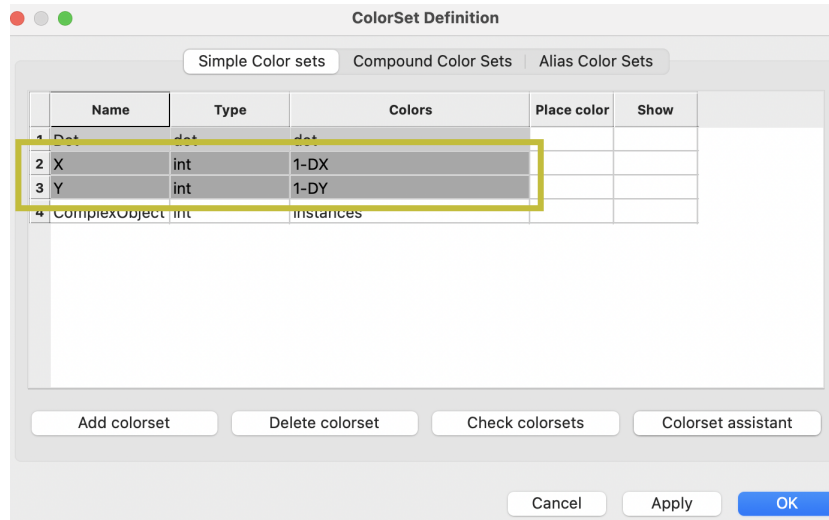 ColorSet Definition
Simple Color sets Compound Color Sets Alias Color Sets
Name Type Colors Place color Show
1 Dot dot dot
2 X int 1-DX
3 Y int 1-DY
4 ComplexObject int instances
Add colorset Delete colorset Check colorsets Colorset assistant
Cancel Apply OK